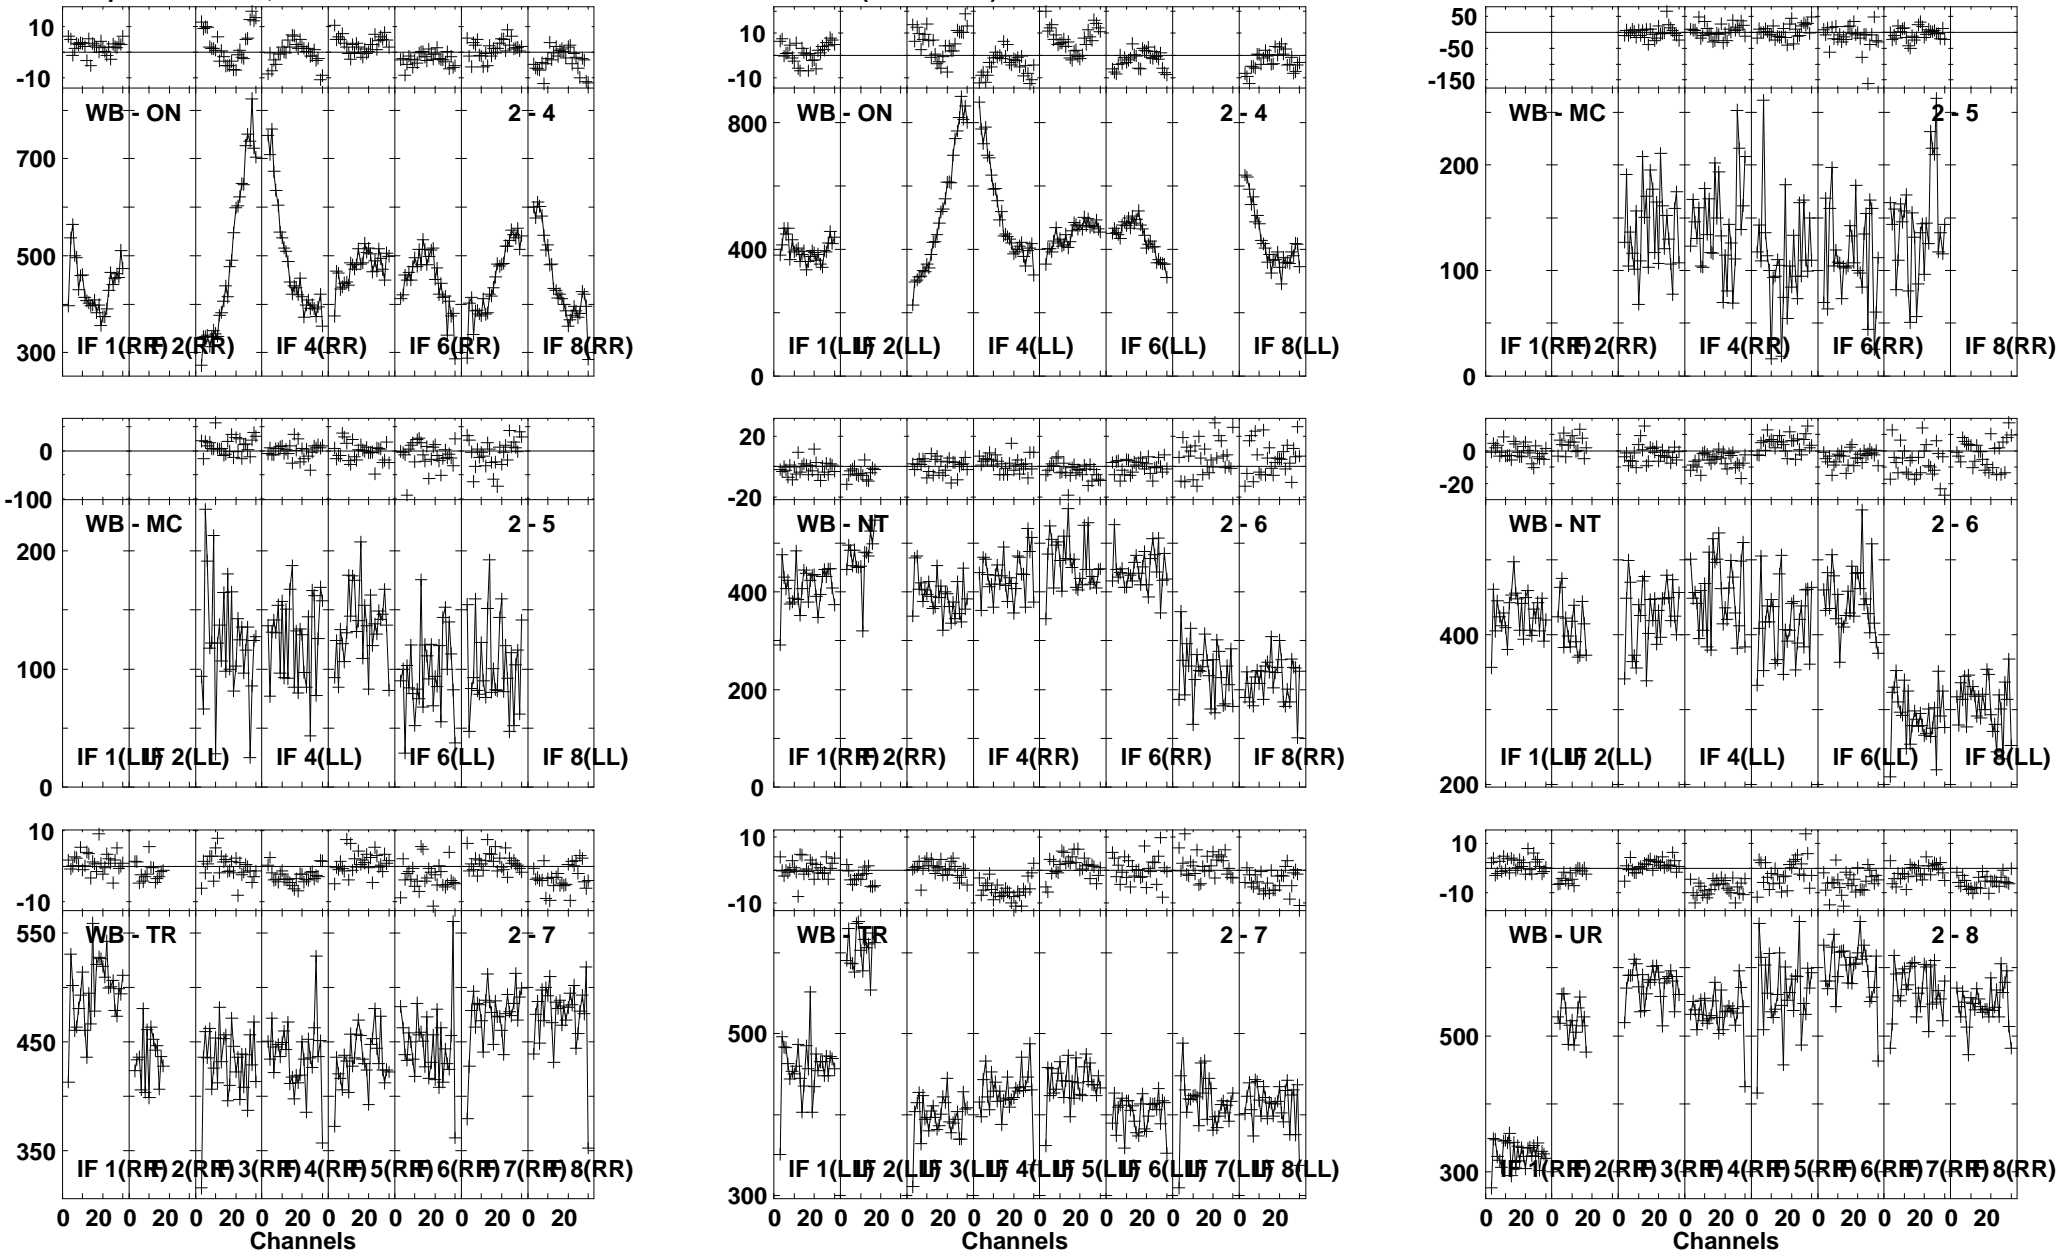 10 10 50
-10 -10 -50
-150
WB - ON 2 - 4 WB - ON 2 - 4 WB - MC 2 - 5
700 800 200
500 400 100
300 0 0
IF 1(RR) IF 2(RR) IF 4(RR) IF 6(RR) IF 8(RR) IF 1(LL) IF 2(LL) IF 4(LL) IF 6(LL) IF 8(LL) IF 1(RR) IF 2(RR) IF 4(RR) IF 6(RR) IF 8(RR)
0 20 0
-100 -20 -20
WB - MC 2 - 5 WB - NT 2 - 6 WB - NT 2 - 6
200 400 400
100 200 200
0 0
IF 1(LL) IF 2(LL) IF 4(LL) IF 6(LL) IF 8(LL) IF 1(RR) IF 2(RR) IF 4(RR) IF 6(RR) IF 8(RR) IF 1(LL) IF 2(LL) IF 4(LL) IF 6(LL) IF 8(LL)
10 10 10
-10 -10 -10
WB - TR 2 - 7 WB - TR 2 - 7 WB - UR 2 - 8
550 500 500
450 300 300
350
IF 1(RR) IF 2(RR) IF 3(RR) IF 4(RR) IF 5(RR) IF 6(RR) IF 7(RR) IF 8(RR) IF 1(LL) IF 2(LL) IF 3(LL) IF 4(LL) IF 5(LL) IF 6(LL) IF 7(LL) IF 8(LL) IF 1(RR) IF 2(RR) IF 3(RR) IF 4(RR) IF 5(RR) IF 6(RR) IF 7(RR) IF 8(RR)
0 20 0 20 0 20 0 20 0 20 0 20 0 20 0 20 0 20 0 20 0 20 0 20 0 20 0 20 0 20 0 20 0 20 0 20 0 20 0 20 0 20 0 20 0 20 0 20
Channels Channels Channels